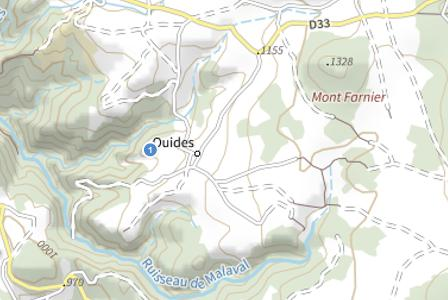 D33
1155
1328
Mont Farnier
Ouides
1
1000
970
Ruisseau de Malaval